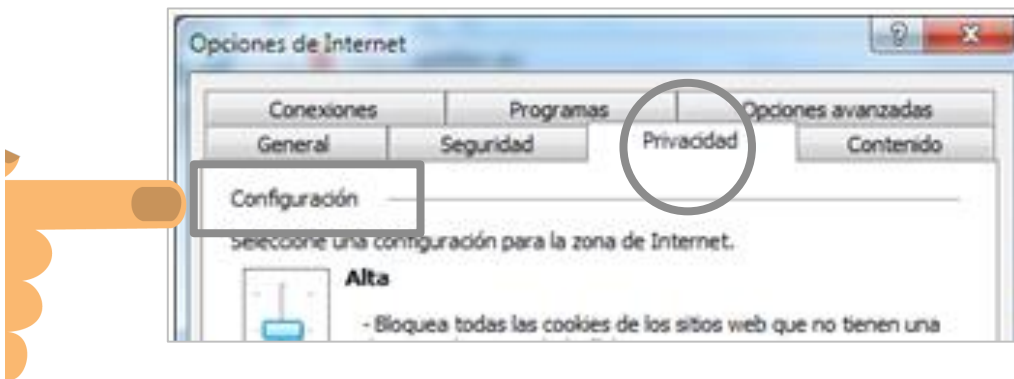 Opciones de Internet
Conexiones Programas Opciones avanzadas
General Seguridad Privacidad Contenido
Configuración
Seleccione una configuración para la zona de Internet.
Alta
- Bloquea todas las cookies de los sitios web que no tienen una